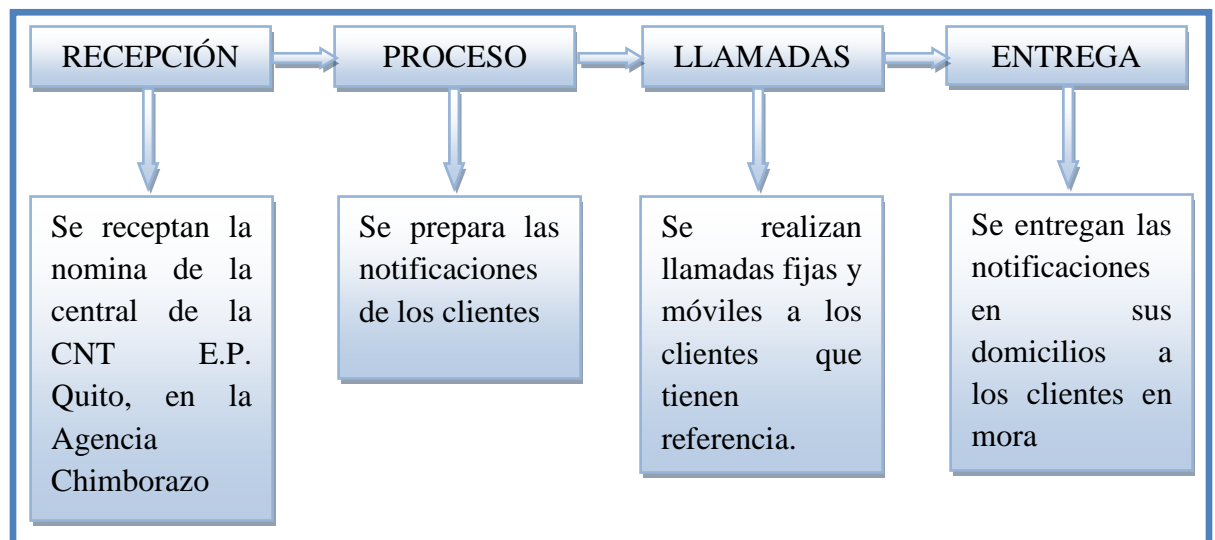 RECEPCIÓN
PROCESO
LLAMADAS
ENTREGA
Se receptan la
nomina de la
central de la
CNT E.P.
Quito, en la
Agencia
Chimborazo
Se prepara las
notificaciones
de los clientes
Se realizan
llamadas fijas y
móviles a los
clientes que
tienen
referencia.
Se entregan las
notificaciones
en sus
domicilios a
los clientes en
mora